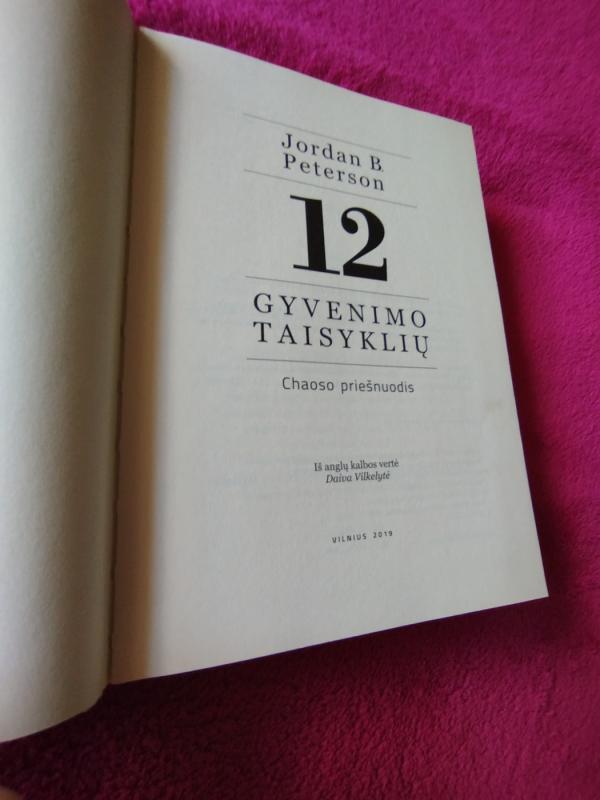 Jordan B.
Peterson
12
GYVENIMO
TAISYKLIŲ
Chaoso priešnuodis
Iš anglų kalbos vertė
Daiva Vilkelytė
VILNIUS 2019